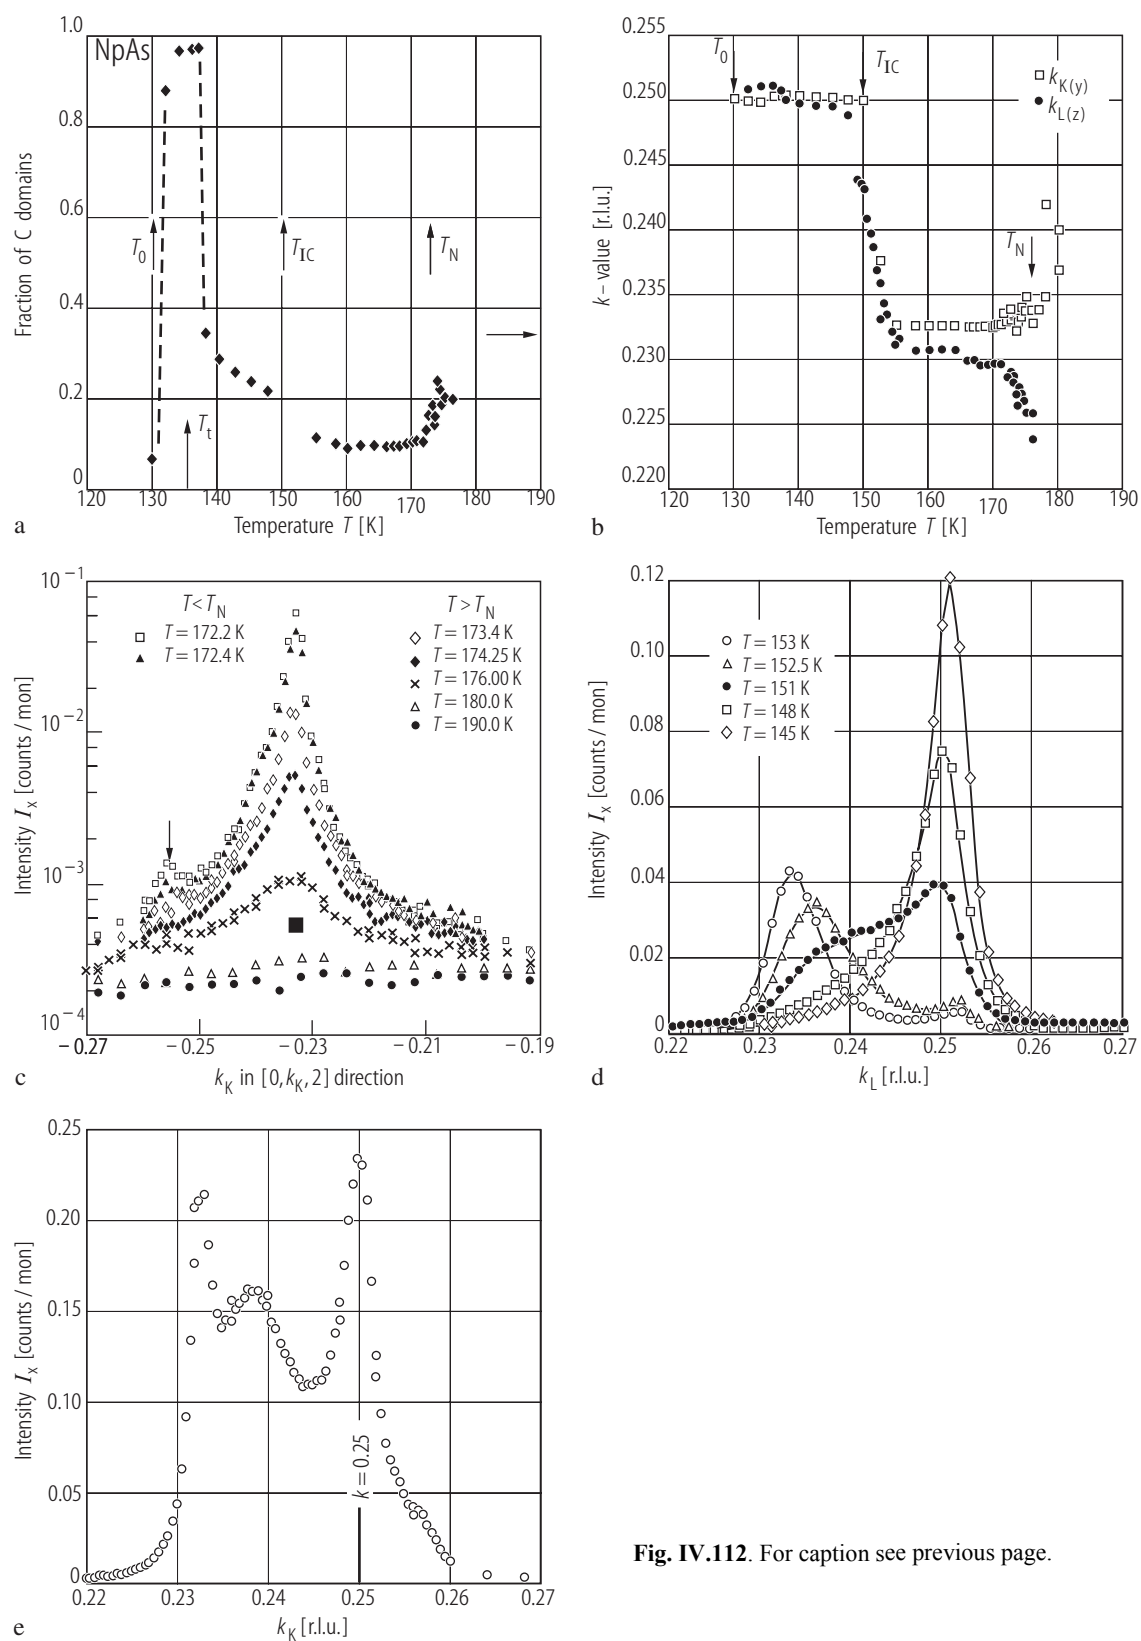 NpAs
Fraction of C domains
1.0
0.8
0.6
0.4
0.2
0
T0
TIC
TN
Tt
120 130 140 150 160 170 180 190
Temperature T [K]
a
k – value [r.l.u.]
0.255
0.250
0.245
0.240
0.235
0.230
0.225
0.220
T0
TIC
kK(y)
kL(z)
TN
120 130 140 150 160 170 180 190
Temperature T [K]
b
Intensity Ix [counts / mon]
10–1
10–2
10–3
10–4
T < TN
T = 172.2 K
T = 172.4 K
T > TN
T = 173.4 K
T = 174.25 K
T = 176.00 K
T = 180.0 K
T = 190.0 K
–0.27 –0.25 –0.23 –0.21 –0.19
kK in [0, kK, 2] direction
c
Intensity Ix [counts / mon]
0.12
0.10
0.08
0.06
0.04
0.02
0
T = 153 K
T = 152.5 K
T = 151 K
T = 148 K
T = 145 K
0.22 0.23 0.24 0.25 0.26 0.27
kL [r.l.u.]
d
Intensity Ix [counts / mon]
0.25
0.20
0.15
0.10
0.05
0
k = 0.25
0.22 0.23 0.24 0.25 0.26 0.27
kK [r.l.u.]
e
Fig. IV.112. For caption see previous page.